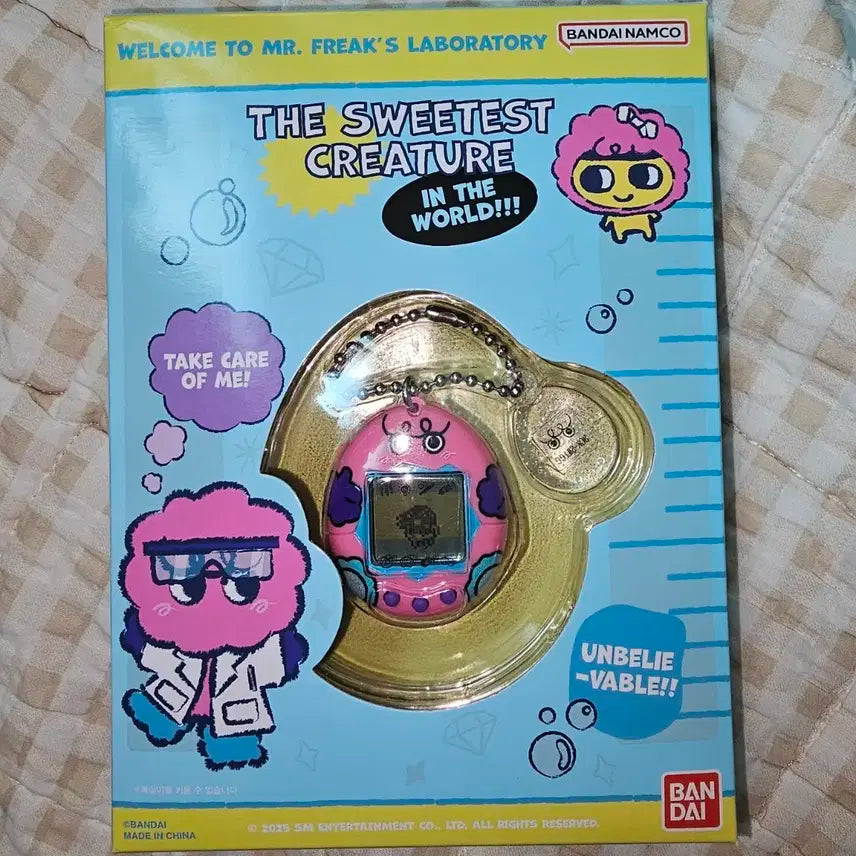 WELCOME TO MR. FREAK'S LABORATORY
BANDAI NAMCO
THE SWEETEST
CREATURE
IN THE
WORLD!!!
TAKE CARE
OF ME!
UNBELIE
-VABLE!!
BAN
DAI
©BANDAI
MADE IN CHINA
© 2025 SM ENTERTAINMENT CO., LTD. ALL RIGHTS RESERVED.